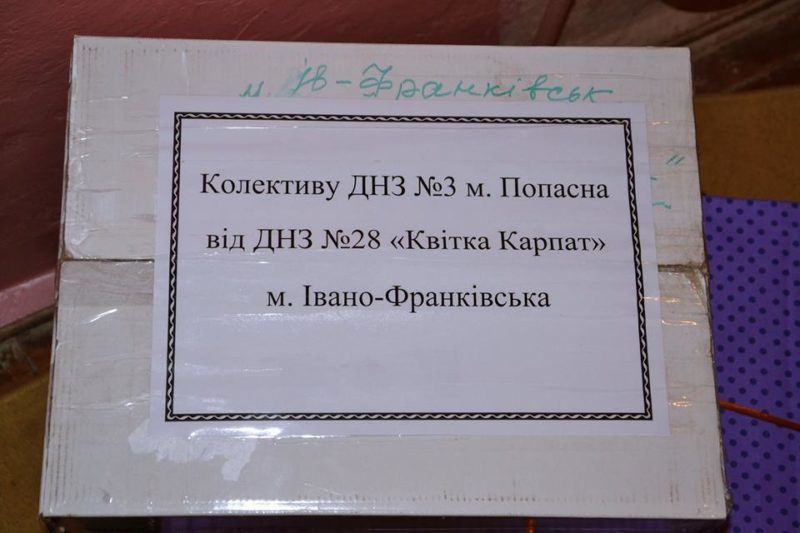 м. Ів-Франківськ
Колективу ДНЗ №3 м. Попасна
від ДНЗ №28 «Квітка Карпат»
м. Івано-Франківська